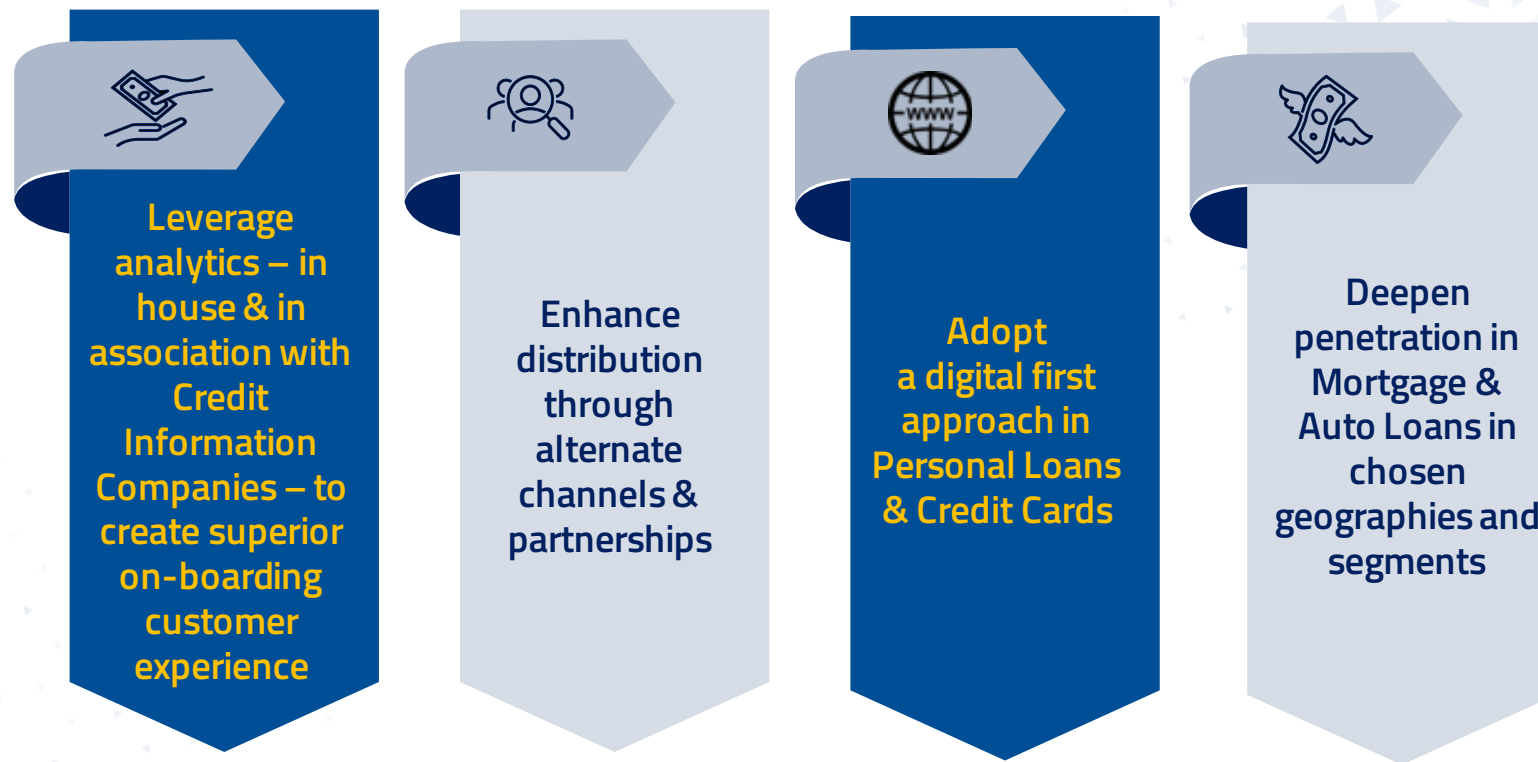 Leverage
analytics – in
house & in
association with
Credit
Information
Companies – to
create superior
on-boarding
customer
experience
Enhance
distribution
through
alternate
channels &
partnerships
www
Adopt
a digital first
approach in
Personal Loans
& Credit Cards
Deepen
penetration in
Mortgage &
Auto Loans in
chosen
geographies and
segments